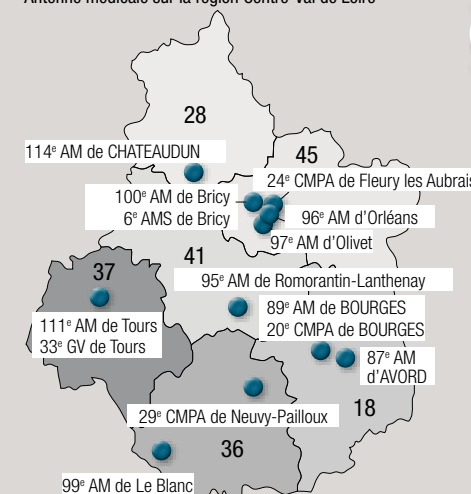 Antenne médicale sur la région Centre-Val de Loire
28
114e AM de CHATEAUDUN
45
24e CMPA de Fleury les Aubrais
100e AM de Bricy
6e AMS de Bricy
96e AM d’Orléans
97e AM d’Olivet
41
37
95e AM de Romorantin-Lanthenay
89e AM de BOURGES
20e CMPA de BOURGES
111e AM de Tours
33e GV de Tours
87e AM
d’AVORD
29e CMPA de Neuvy-Pailloux
18
36
99e AM de Le Blanc